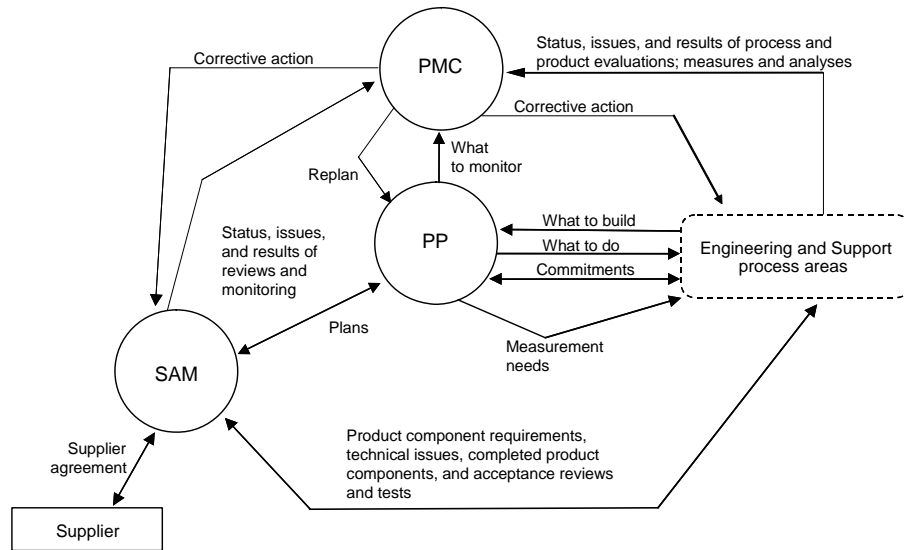 Status, issues, and results of process and
product evaluations; measures and analyses
Corrective action
PMC
Corrective action
What
to monitor
Replan
What to build
Status, issues,
and results of
reviews and
monitoring
PP
What to do
Engineering and Support
process areas
Commitments
Plans
Measurement
needs
SAM
Product component requirements,
technical issues, completed product
components, and acceptance reviews
and tests
Supplier
agreement
Supplier